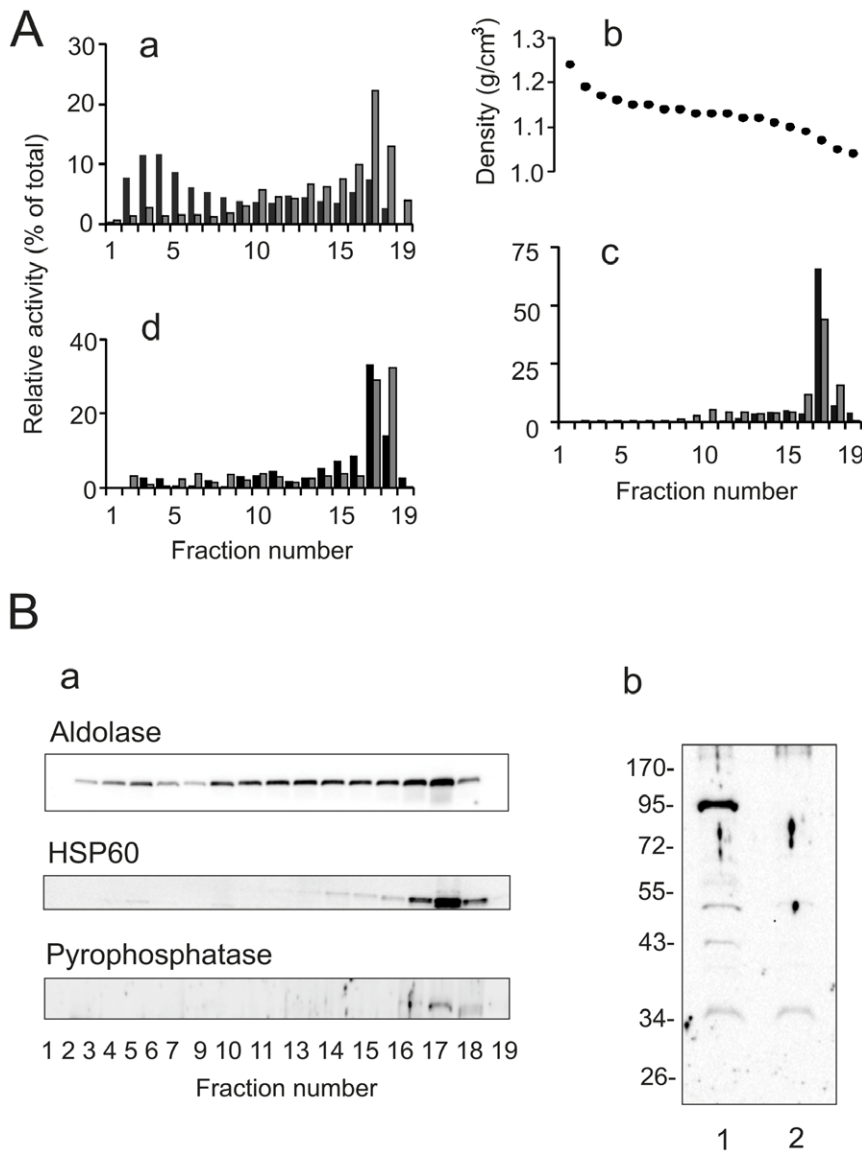 A
a
30
20
10
0
1 5 10 15 19
Relative activity (% of total)
b
Density (g/cm³)
1.3
1.2
1.1
1.0
d
40
20
0
1 5 10 15 19
Fraction number
c
75
50
25
0
1 5 10 15 19
Fraction number
B
a
Aldolase
HSP60
Pyrophosphatase
1 2 3 4 5 6 7 9 10 11 13 14 15 16 17 18 19
Fraction number
b
170-
95-
72-
55-
43-
34-
26-
1 2